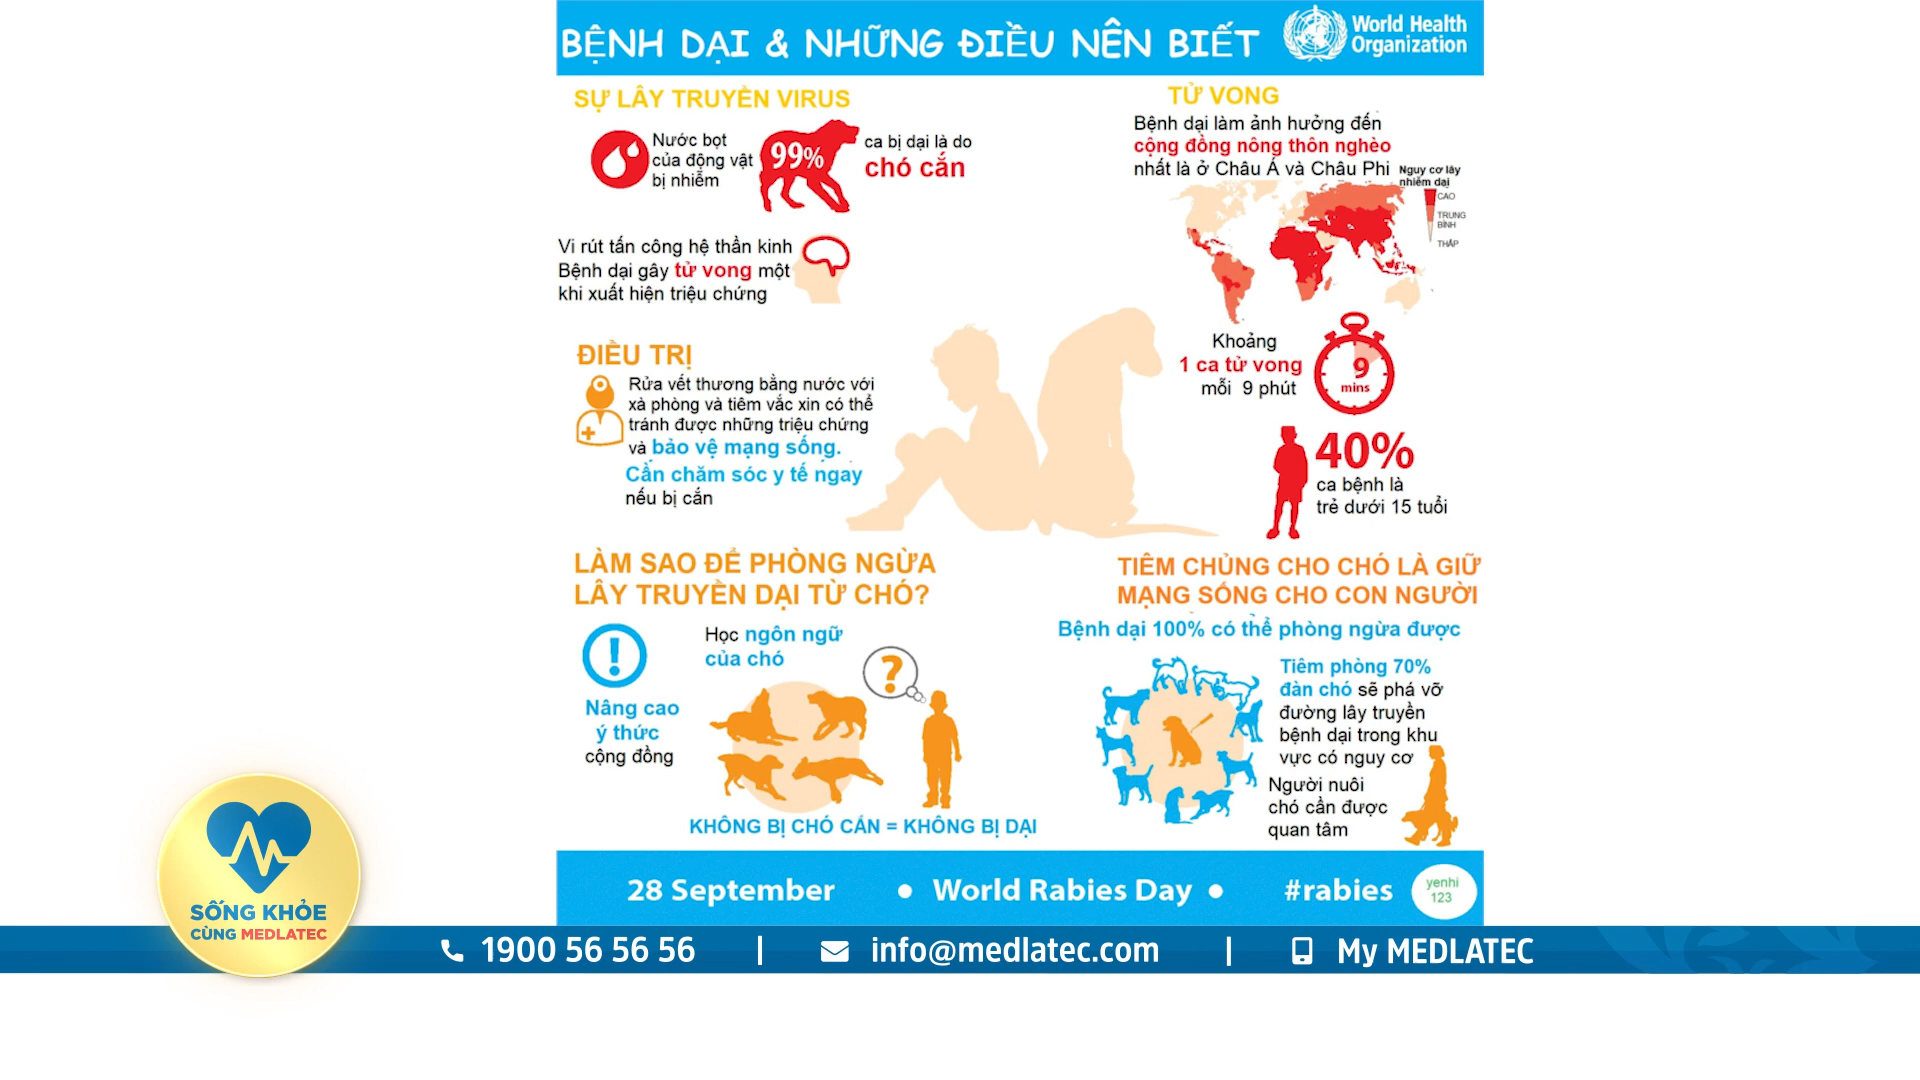 BỆNH DẠI & NHỮNG ĐIỀU NÊN BIẾT
World Health
Organization
SỰ LÂY TRUYỀN VIRUS
Nước bọt
của động vật
bị nhiễm
99%
ca bị dại là do
chó cắn
Vi rút tấn công hệ thần kinh
Bệnh dại gây tử vong một
khi xuất hiện triệu chứng
TỬ VONG
Bệnh dại làm ảnh hưởng đến
cộng đồng nông thôn nghèo
nhất là ở Châu Á và Châu Phi
Nguy cơ lây
nhiễm dại
CAO
TRUNG
BÌNH
THẤP
Khoảng
1 ca tử vong
mỗi 9 phút
9
mins
40%
ca bệnh là
trẻ dưới 15 tuổi
ĐIỀU TRỊ
Rửa vết thương bằng nước với
xà phòng và tiêm vắc xin có thể
tránh được những triệu chứng
và bảo vệ mạng sống.
Cần chăm sóc y tế ngay
nếu bị cắn
LÀM SAO ĐỂ PHÒNG NGỪA
LÂY TRUYỀN DẠI TỪ CHÓ?
!
Nâng cao
ý thức
cộng đồng
Học ngôn ngữ
của chó
?
KHÔNG BỊ CHÓ CẮN = KHÔNG BỊ DẠI
TIÊM CHỦNG CHO CHÓ LÀ GIỮ
MẠNG SỐNG CHO CON NGƯỜI
Bệnh dại 100% có thể phòng ngừa được
Tiêm phòng 70%
đàn chó sẽ phá vỡ
đường lây truyền
bệnh dại trong khu
vực có nguy cơ
Người nuôi
chó cần được
quan tâm
28 September • World Rabies Day • #rabies
yenhi
123
SỐNG KHỎE
CÙNG MEDLATEC
1900 56 56 56 | info@medlatec.com | My MEDLATEC